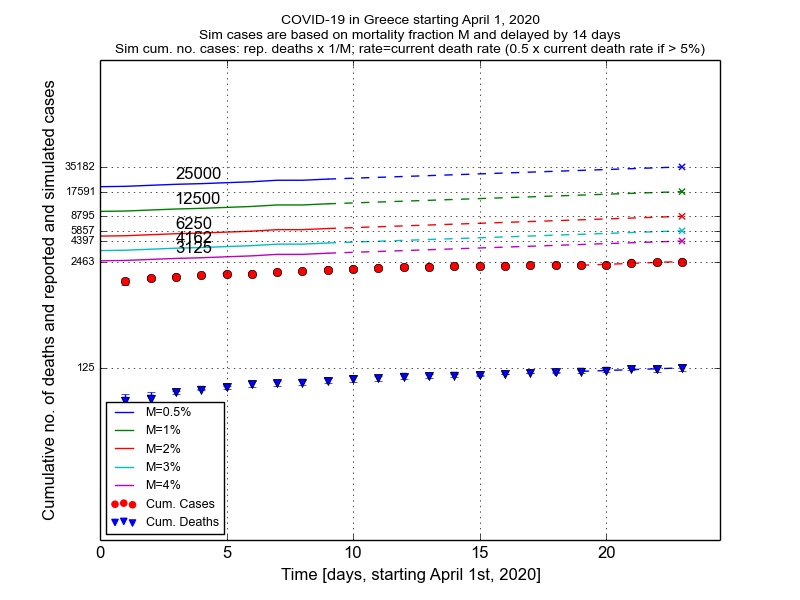 COVID-19 in Greece starting April 1, 2020
Sim cases are based on mortality fraction M and delayed by 14 days
Sim cum. no. cases: rep. deaths x 1/M; rate=current death rate (0.5 x current death rate if > 5%)
Cumulative no. of deaths and reported and simulated cases
35182
17591
8795
5857
4397
2463
125
25000
12500
6250
4162
3125
M=0.5%
M=1%
M=2%
M=3%
M=4%
Cum. Cases
Cum. Deaths
0 5 10 15 20
Time [days, starting April 1st, 2020]